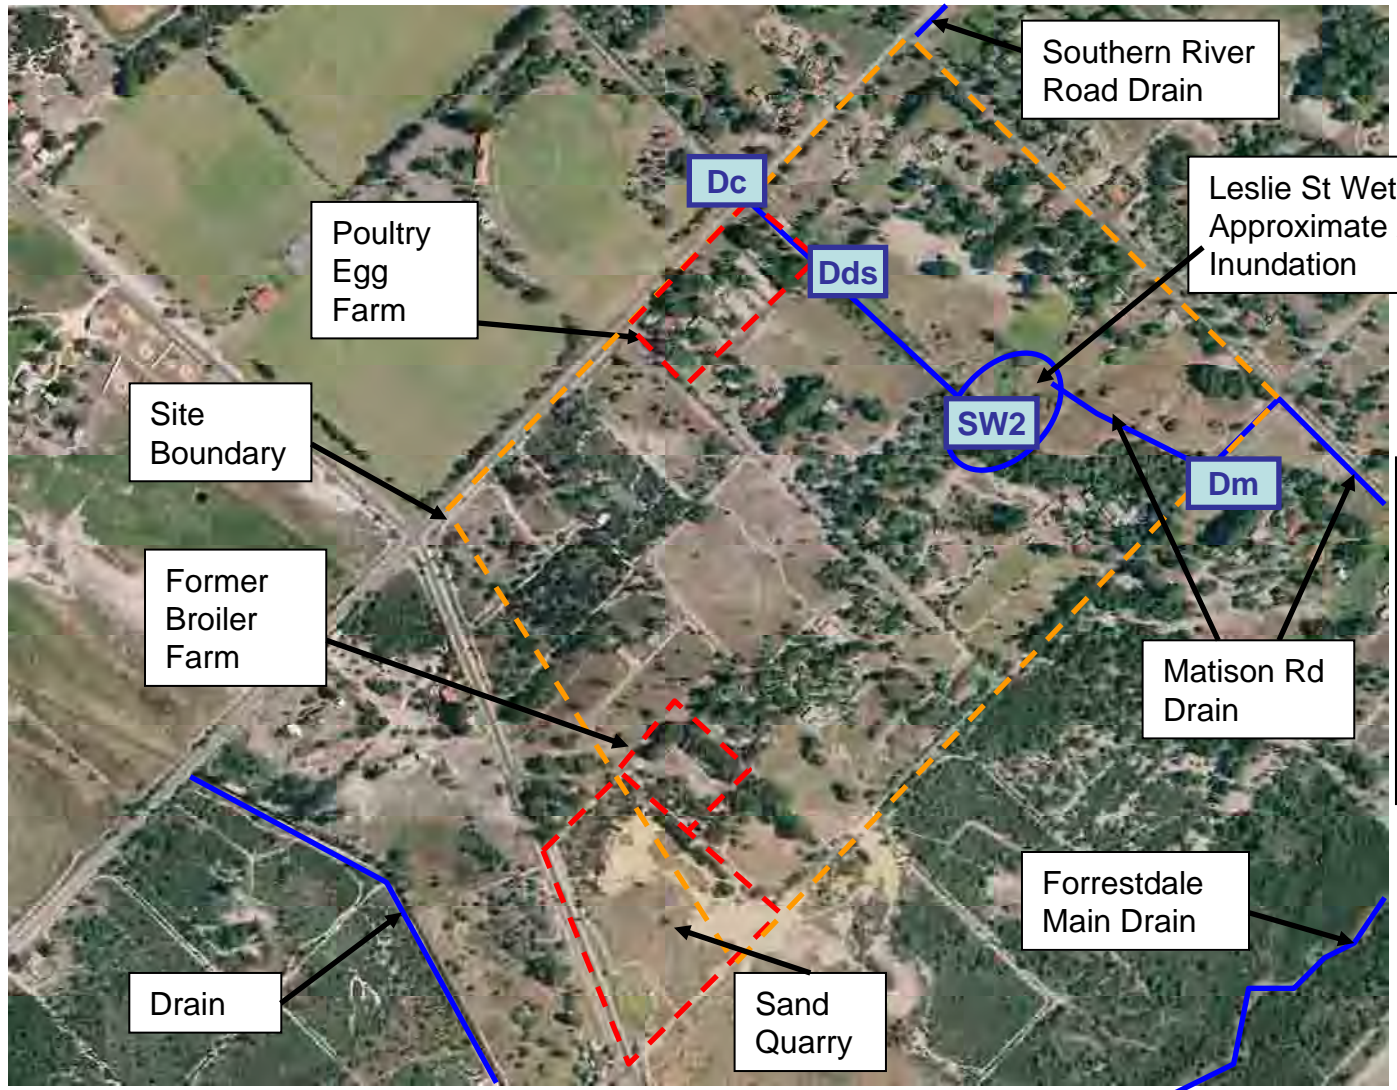 Southern River
Road Drain
Dc
Leslie St Wet
Approximate
Inundation
Poultry
Egg
Farm
Dds
Site
Boundary
SW2
Dm
Former
Broiler
Farm
Matison Rd
Drain
Forrestdale
Main Drain
Drain
Sand
Quarry